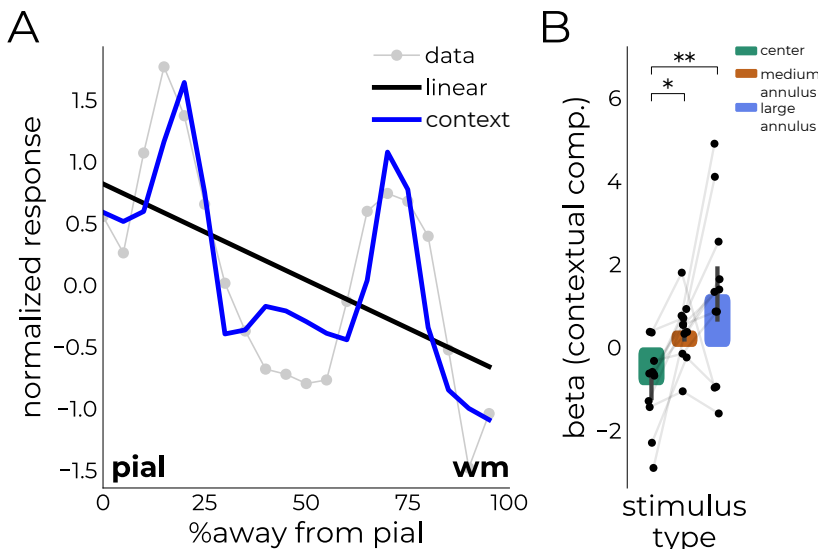 A
normalized response
1.5
1.0
0.5
0.0
−0.5
−1.0
−1.5
data
linear
context
pial
wm
0
25
50
75
100
%away from pial
B
beta (contextual comp.)
6
4
2
0
−2
**
*
center
medium
annulus
large
annulus
stimulus
type